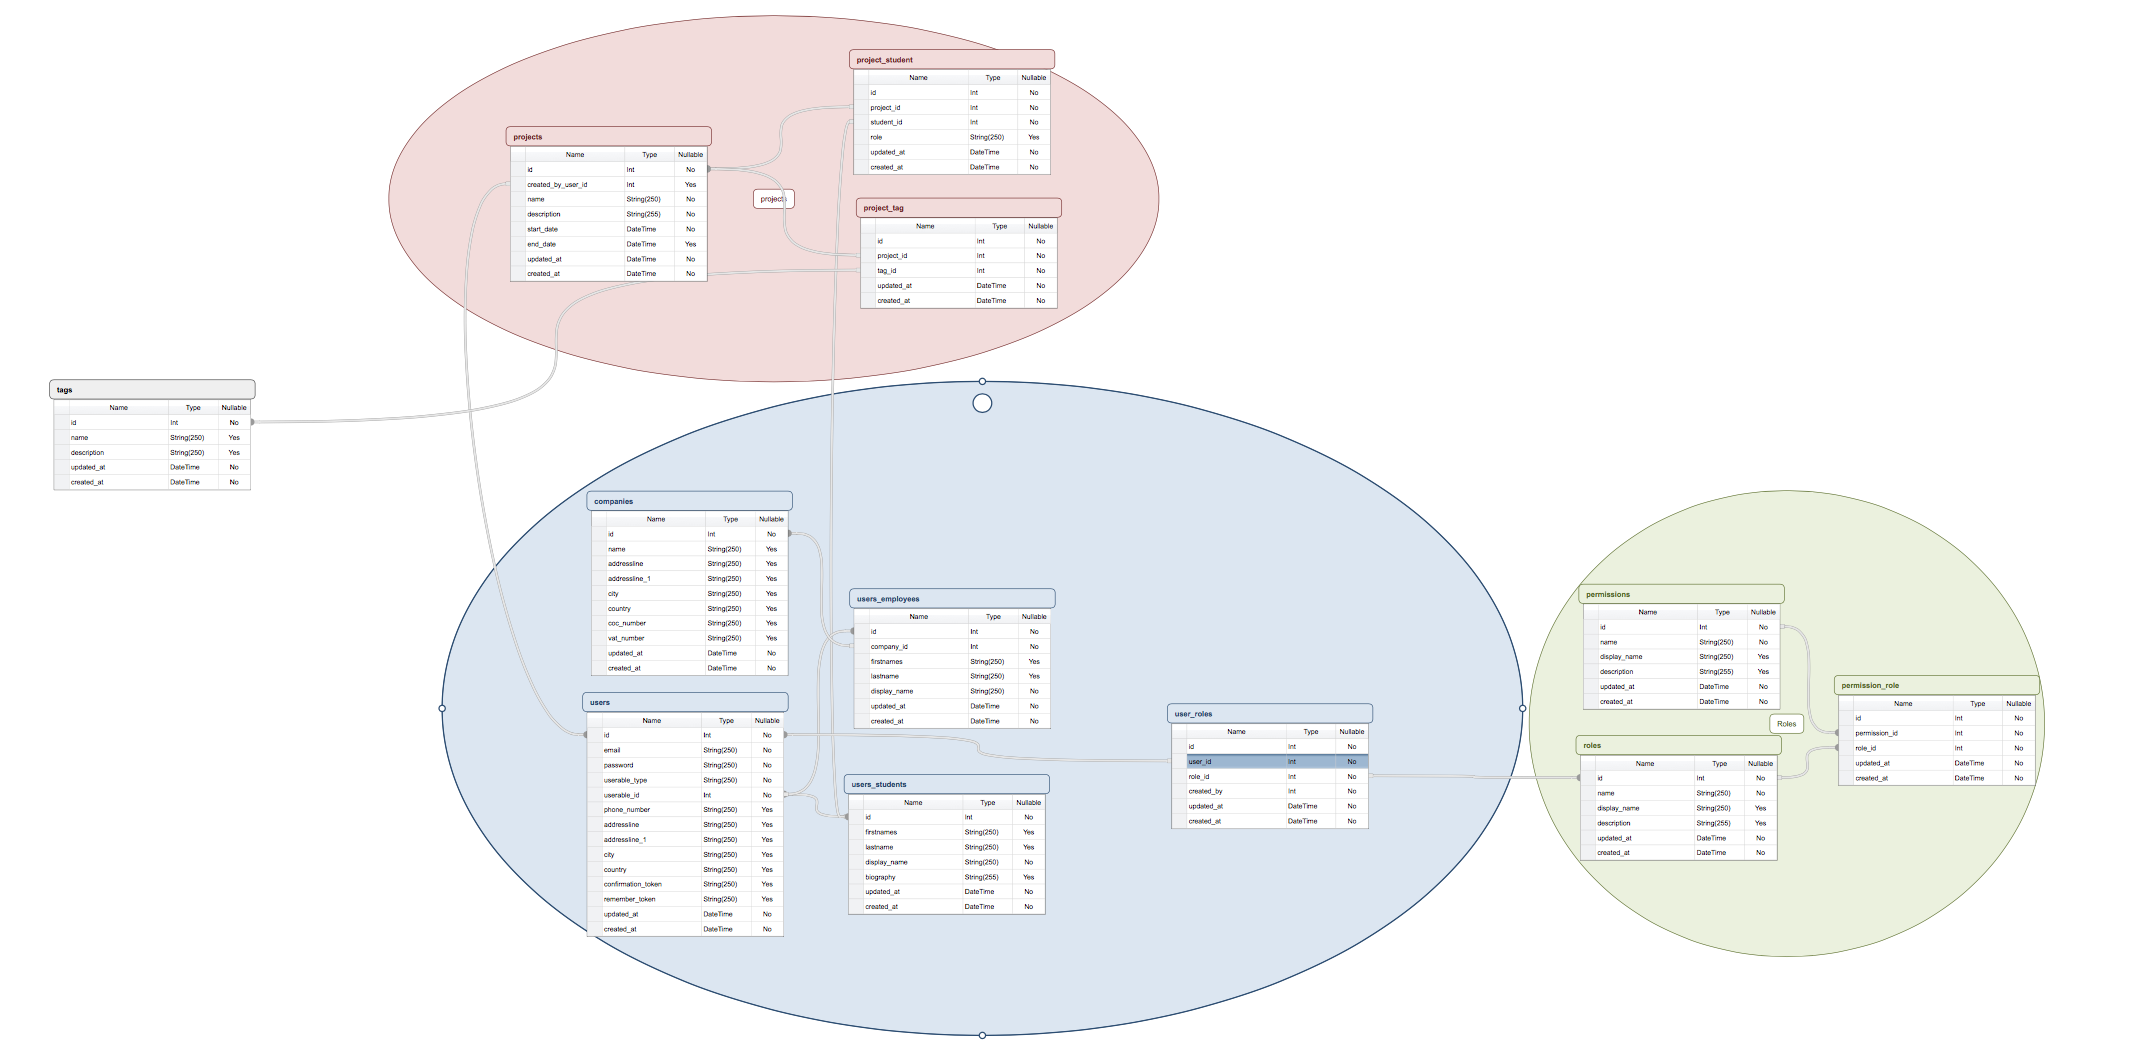 project_student
Name Type Nullable
id Int No
project_id Int No
student_id Int No
role String(250) Yes
updated_at DateTime No
created_at DateTime No
projects
Name Type Nullable
id Int No
created_by_user_id Int Yes
name String(250) No
description String(255) No
start_date DateTime No
end_date DateTime Yes
updated_at DateTime No
created_at DateTime No
projects
project_tag
Name Type Nullable
id Int No
project_id Int No
tag_id Int No
updated_at DateTime No
created_at DateTime No
tags
Name Type Nullable
id Int No
name String(250) Yes
description String(250) Yes
updated_at DateTime No
created_at DateTime No
companies
Name Type Nullable
id Int No
name String(250) Yes
addressline String(250) Yes
addressline_1 String(250) Yes
city String(250) Yes
country String(250) Yes
coc_number String(250) Yes
vat_number String(250) Yes
updated_at DateTime No
created_at DateTime No
users_employees
Name Type Nullable
id Int No
company_id Int No
firstnames String(250) Yes
lastname String(250) Yes
display_name String(250) No
updated_at DateTime No
created_at DateTime No
users
Name Type Nullable
id Int No
email String(250) No
password String(250) No
userable_type String(250) No
userable_id Int No
phone_number String(250) Yes
addressline String(250) Yes
addressline_1 String(250) Yes
city String(250) Yes
country String(250) Yes
confirmation_token String(250) Yes
remember_token String(250) Yes
updated_at DateTime No
created_at DateTime No
users_students
Name Type Nullable
id Int No
firstnames String(250) Yes
lastname String(250) Yes
display_name String(250) No
biography String(255) Yes
updated_at DateTime No
created_at DateTime No
user_roles
Name Type Nullable
id Int No
user_id Int No
role_id Int No
created_by Int No
updated_at DateTime No
created_at DateTime No
permissions
Name Type Nullable
id Int No
name String(250) No
display_name String(250) Yes
description String(255) Yes
updated_at DateTime No
created_at DateTime No
permission_role
Name Type Nullable
id Int No
permission_id Int No
role_id Int No
updated_at DateTime No
created_at DateTime No
Roles
roles
Name Type Nullable
id Int No
name String(250) No
display_name String(250) Yes
description String(255) Yes
updated_at DateTime No
created_at DateTime No